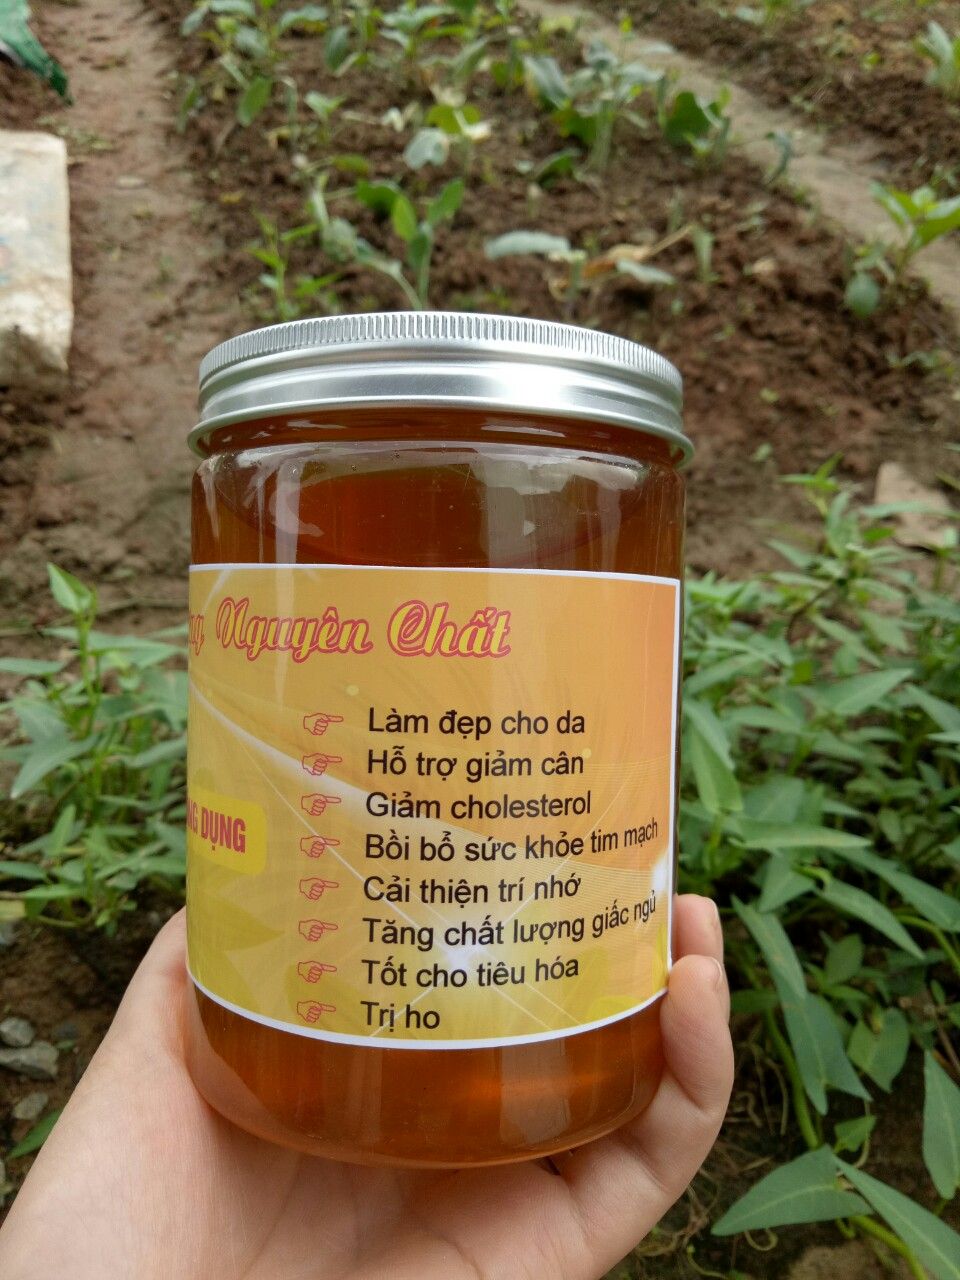 Nguyên Chất
Làm đẹp cho da
Hỗ trợ giảm cân
Giảm cholesterol
DỤNG
Bồi bổ sức khỏe tim mạch
Cải thiện trí nhớ
Tăng chất lượng giấc ngủ
Tốt cho tiêu hóa
Trị ho